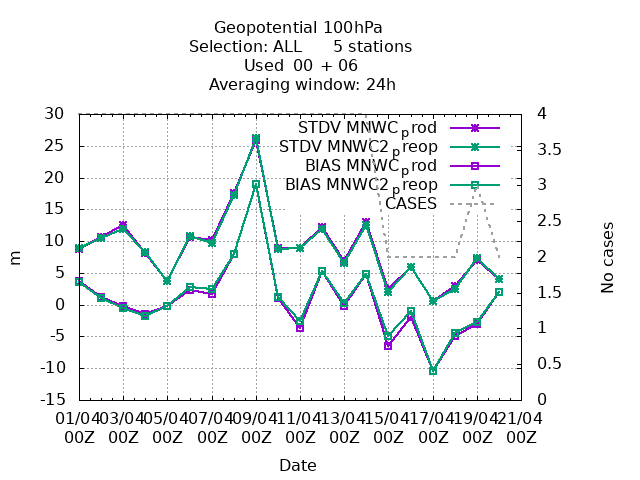 Geopotential 100hPa
Selection: ALL 5 stations
Used 00 + 06
Averaging window: 24h
30
25
20
15
10
5
0
-5
-10
-15
m
4
3.5
3
2.5
2
1.5
1
0.5
0
No cases
STDV MNWC_prod
STDV MNWC2_preop
BIAS MNWC_prod
BIAS MNWC2_preop
CASES
01/04 03/04 05/04 07/04 09/04 11/04 13/04 15/04 17/04 19/04 21/04
00Z 00Z 00Z 00Z 00Z 00Z 00Z 00Z 00Z 00Z 00Z
Date